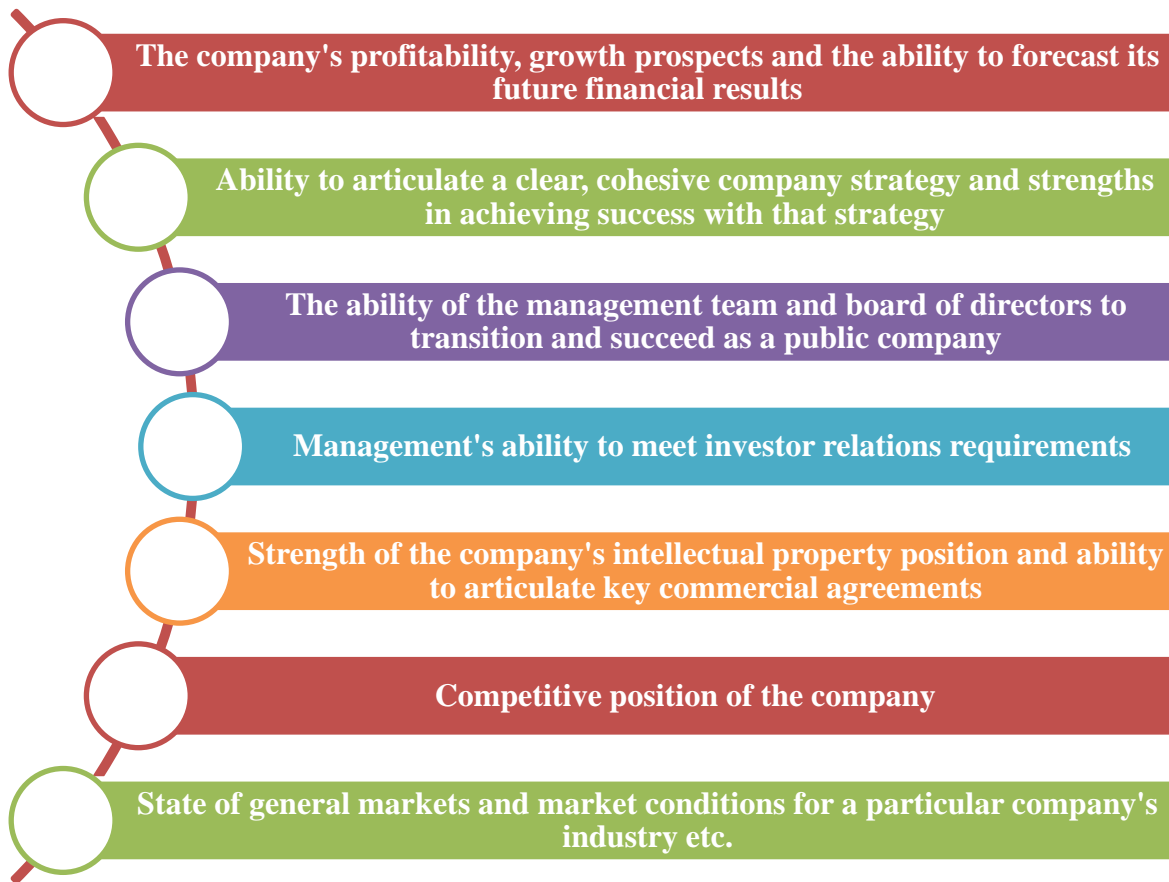 The company's profitability, growth prospects and the ability to forecast its
future financial results
Ability to articulate a clear, cohesive company strategy and strengths
in achieving success with that strategy
The ability of the management team and board of directors to
transition and succeed as a public company
Management's ability to meet investor relations requirements
Strength of the company's intellectual property position and ability
to articulate key commercial agreements
Competitive position of the company
State of general markets and market conditions for a particular company's
industry etc.